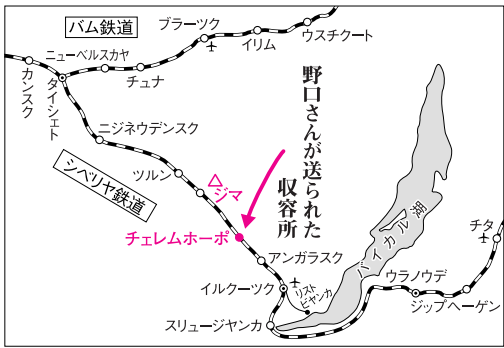 バム鉄道
ブラーツク
イリム
ウスチクート
ニューベルスカヤ
チュナ
カンスク
タイシェト
ニジネウデンスク
シベリヤ鉄道
ツルン
△ジマ
チェレムホーボ
野口さんが送られた
収容所
アンガラスク
イルクーツク
リスト
ビヤンカ
スリュージヤンカ
バイカル湖
ウラノウデ
チタ
ジップヘーゲン